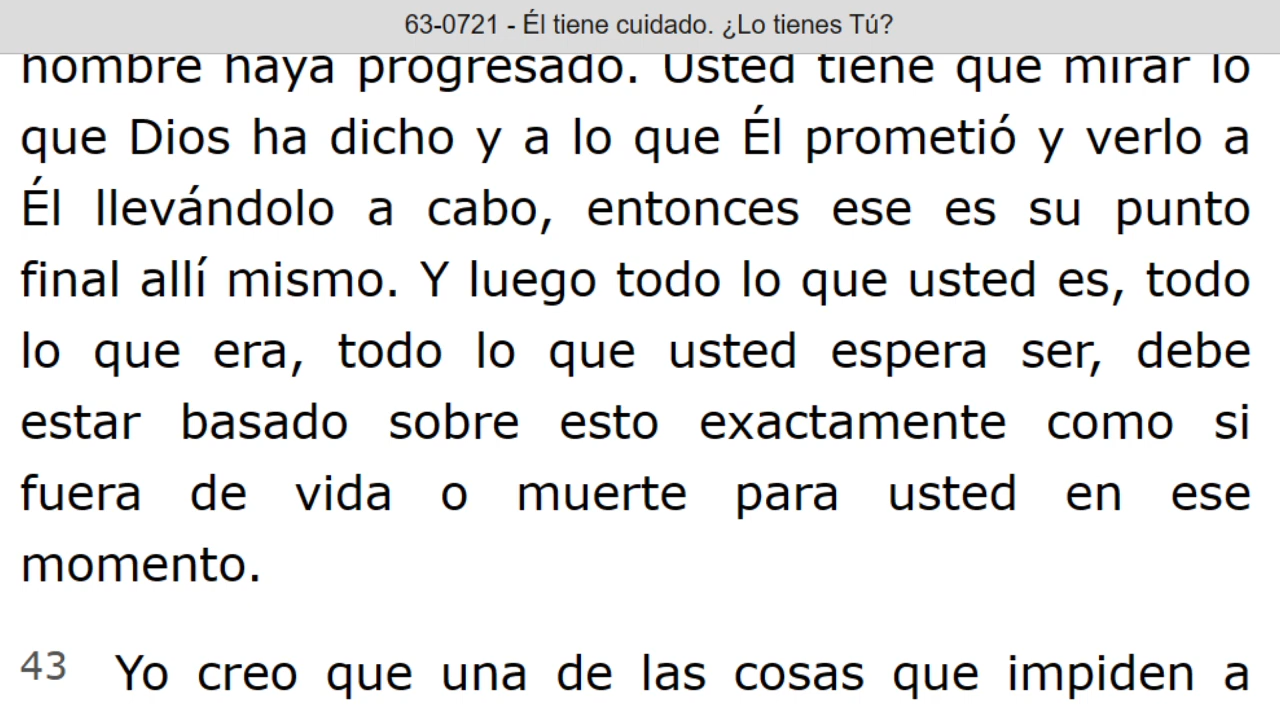 63-0721 - Él tiene cuidado. ¿Lo tienes Tú?
hombre haya progresado. Usted tiene que mirar lo
que Dios ha dicho y a lo que Él prometió y verlo a
Él llevándolo a cabo, entonces ese es su punto
final allí mismo. Y luego todo lo que usted es, todo
lo que era, todo lo que usted espera ser, debe
estar basado sobre esto exactamente como si
fuera de vida o muerte para usted en ese
momento.
43 Yo creo que una de las cosas que impiden a